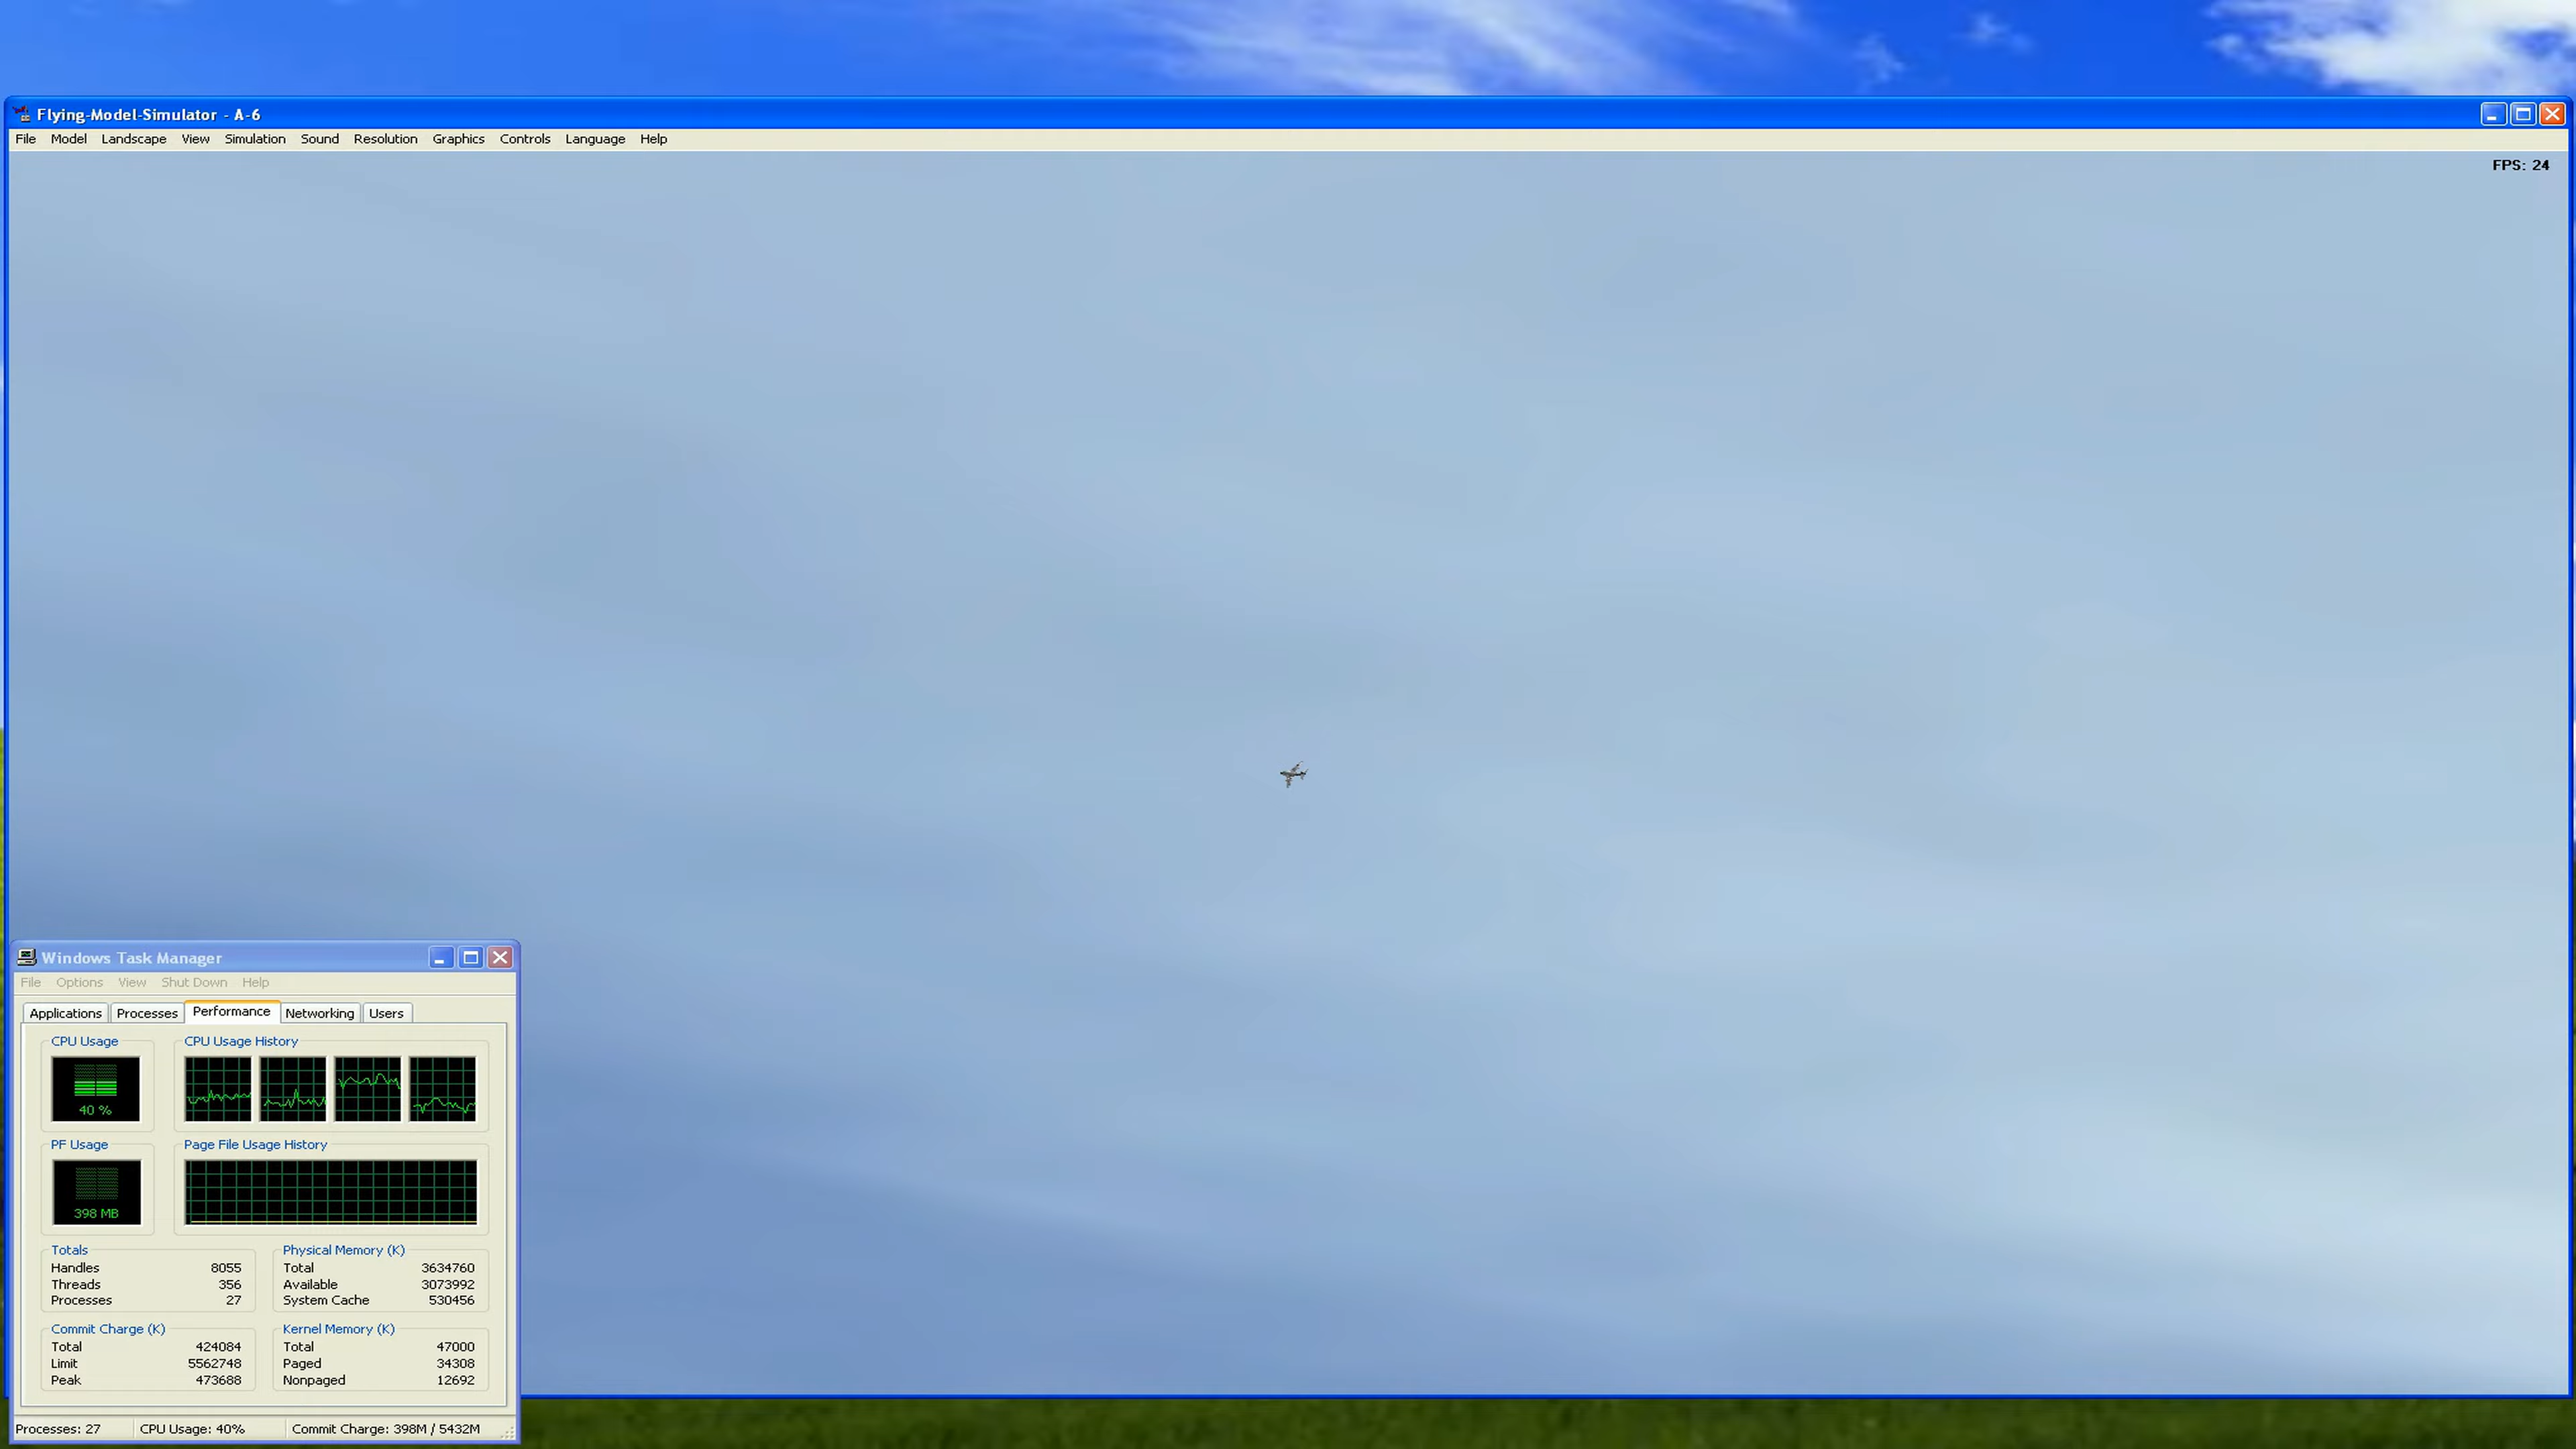 Flying-Model-Simulator - A-6
File Model Landscape View Simulation Sound Resolution Graphics Controls Language Help
FPS: 24
Windows Task Manager
File Options View Shut Down Help
Applications Processes Performance Networking Users
CPU Usage CPU Usage History
40 %
PF Usage Page File Usage History
398 MB
Totals
Handles 8055
Threads 356
Processes 27
Physical Memory (K)
Total 3634760
Available 3073992
System Cache 530456
Commit Charge (K)
Total 424084
Limit 5562748
Peak 473688
Kernel Memory (K)
Total 47000
Paged 34308
Nonpaged 12692
Processes: 27 CPU Usage: 40% Commit Charge: 398M / 5432M